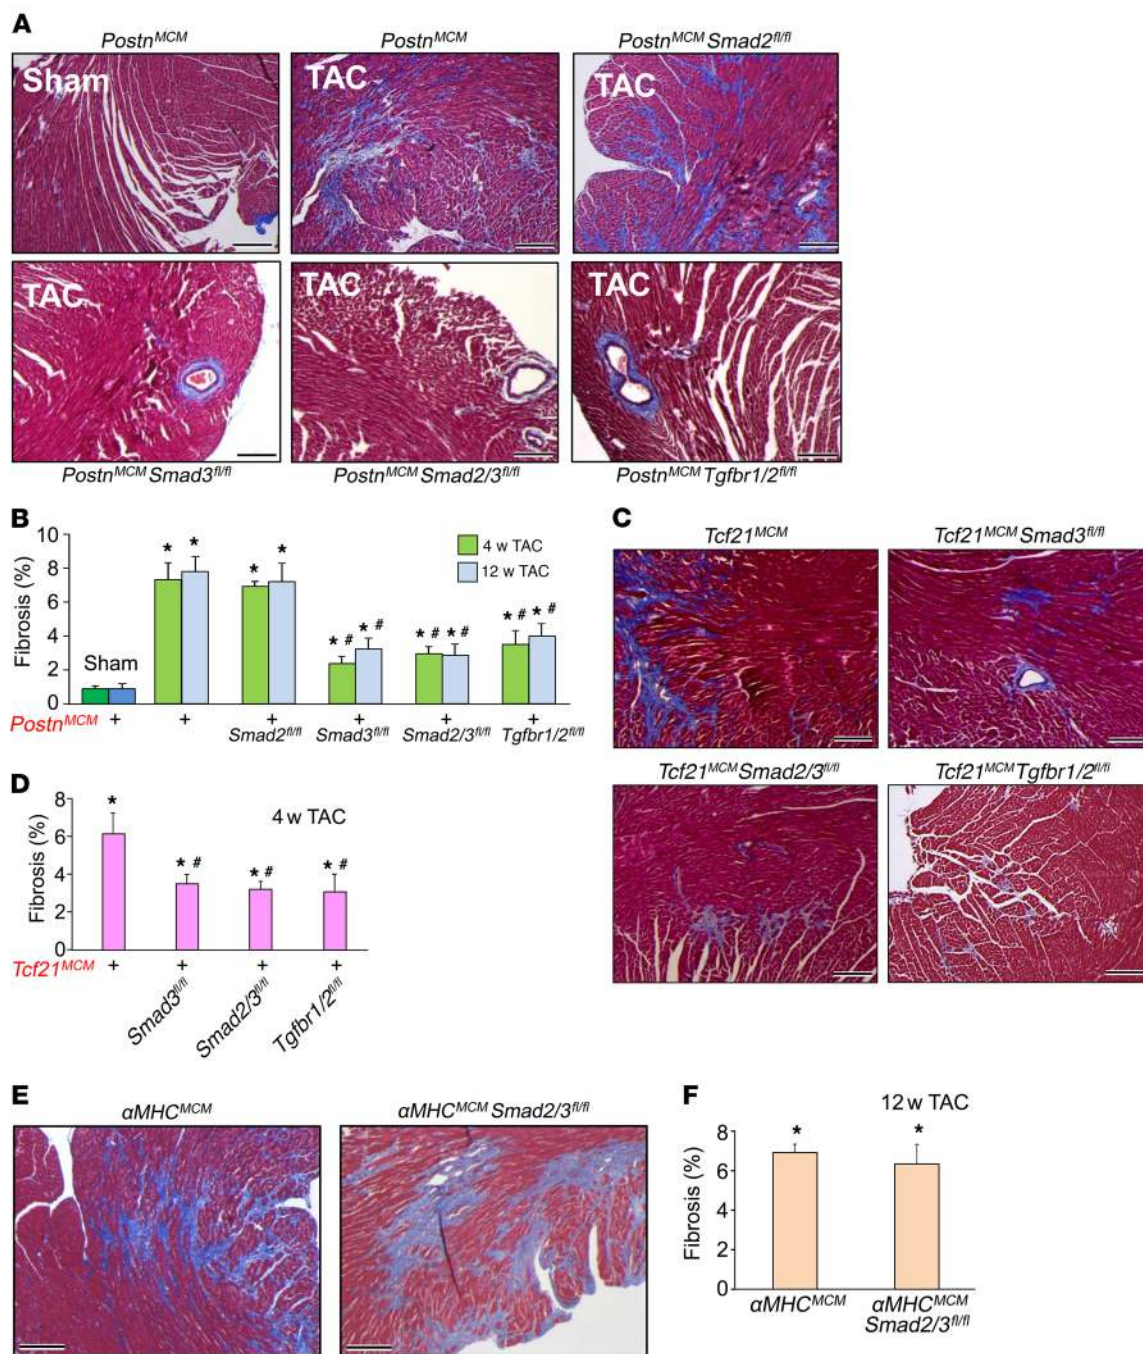 A
Postn^MCM
Postn^MCM
Postn^MCM Smad2^fl/fl
Sham
TAC
TAC
TAC
TAC
TAC
Postn^MCM Smad3^fl/fl
Postn^MCM Smad2/3^fl/fl
Postn^MCM Tgfbr1/2^fl/fl
B
Fibrosis (%)
10
8
6
4
2
0
4 w TAC
12 w TAC
Sham
* * * * * # * # * # * # * # * #
Postn^MCM + + + + + +
Smad2^fl/fl Smad3^fl/fl Smad2/3^fl/fl Tgfbr1/2^fl/fl
C
Tcf21^MCM
Tcf21^MCM Smad3^fl/fl
Tcf21^MCM Smad2/3^fl/fl
Tcf21^MCM Tgfbr1/2^fl/fl
D
Fibrosis (%)
8
6
4
2
0
4 w TAC
* * # * # * #
Tcf21^MCM + + + +
Smad3^fl/fl
Smad2/3^fl/fl
Tgfbr1/2^fl/fl
E
αMHC^MCM
αMHC^MCM Smad2/3^fl/fl
F
12 w TAC
Fibrosis (%)
8
6
4
2
0
* *
αMHC^MCM
αMHC^MCM
Smad2/3^fl/fl